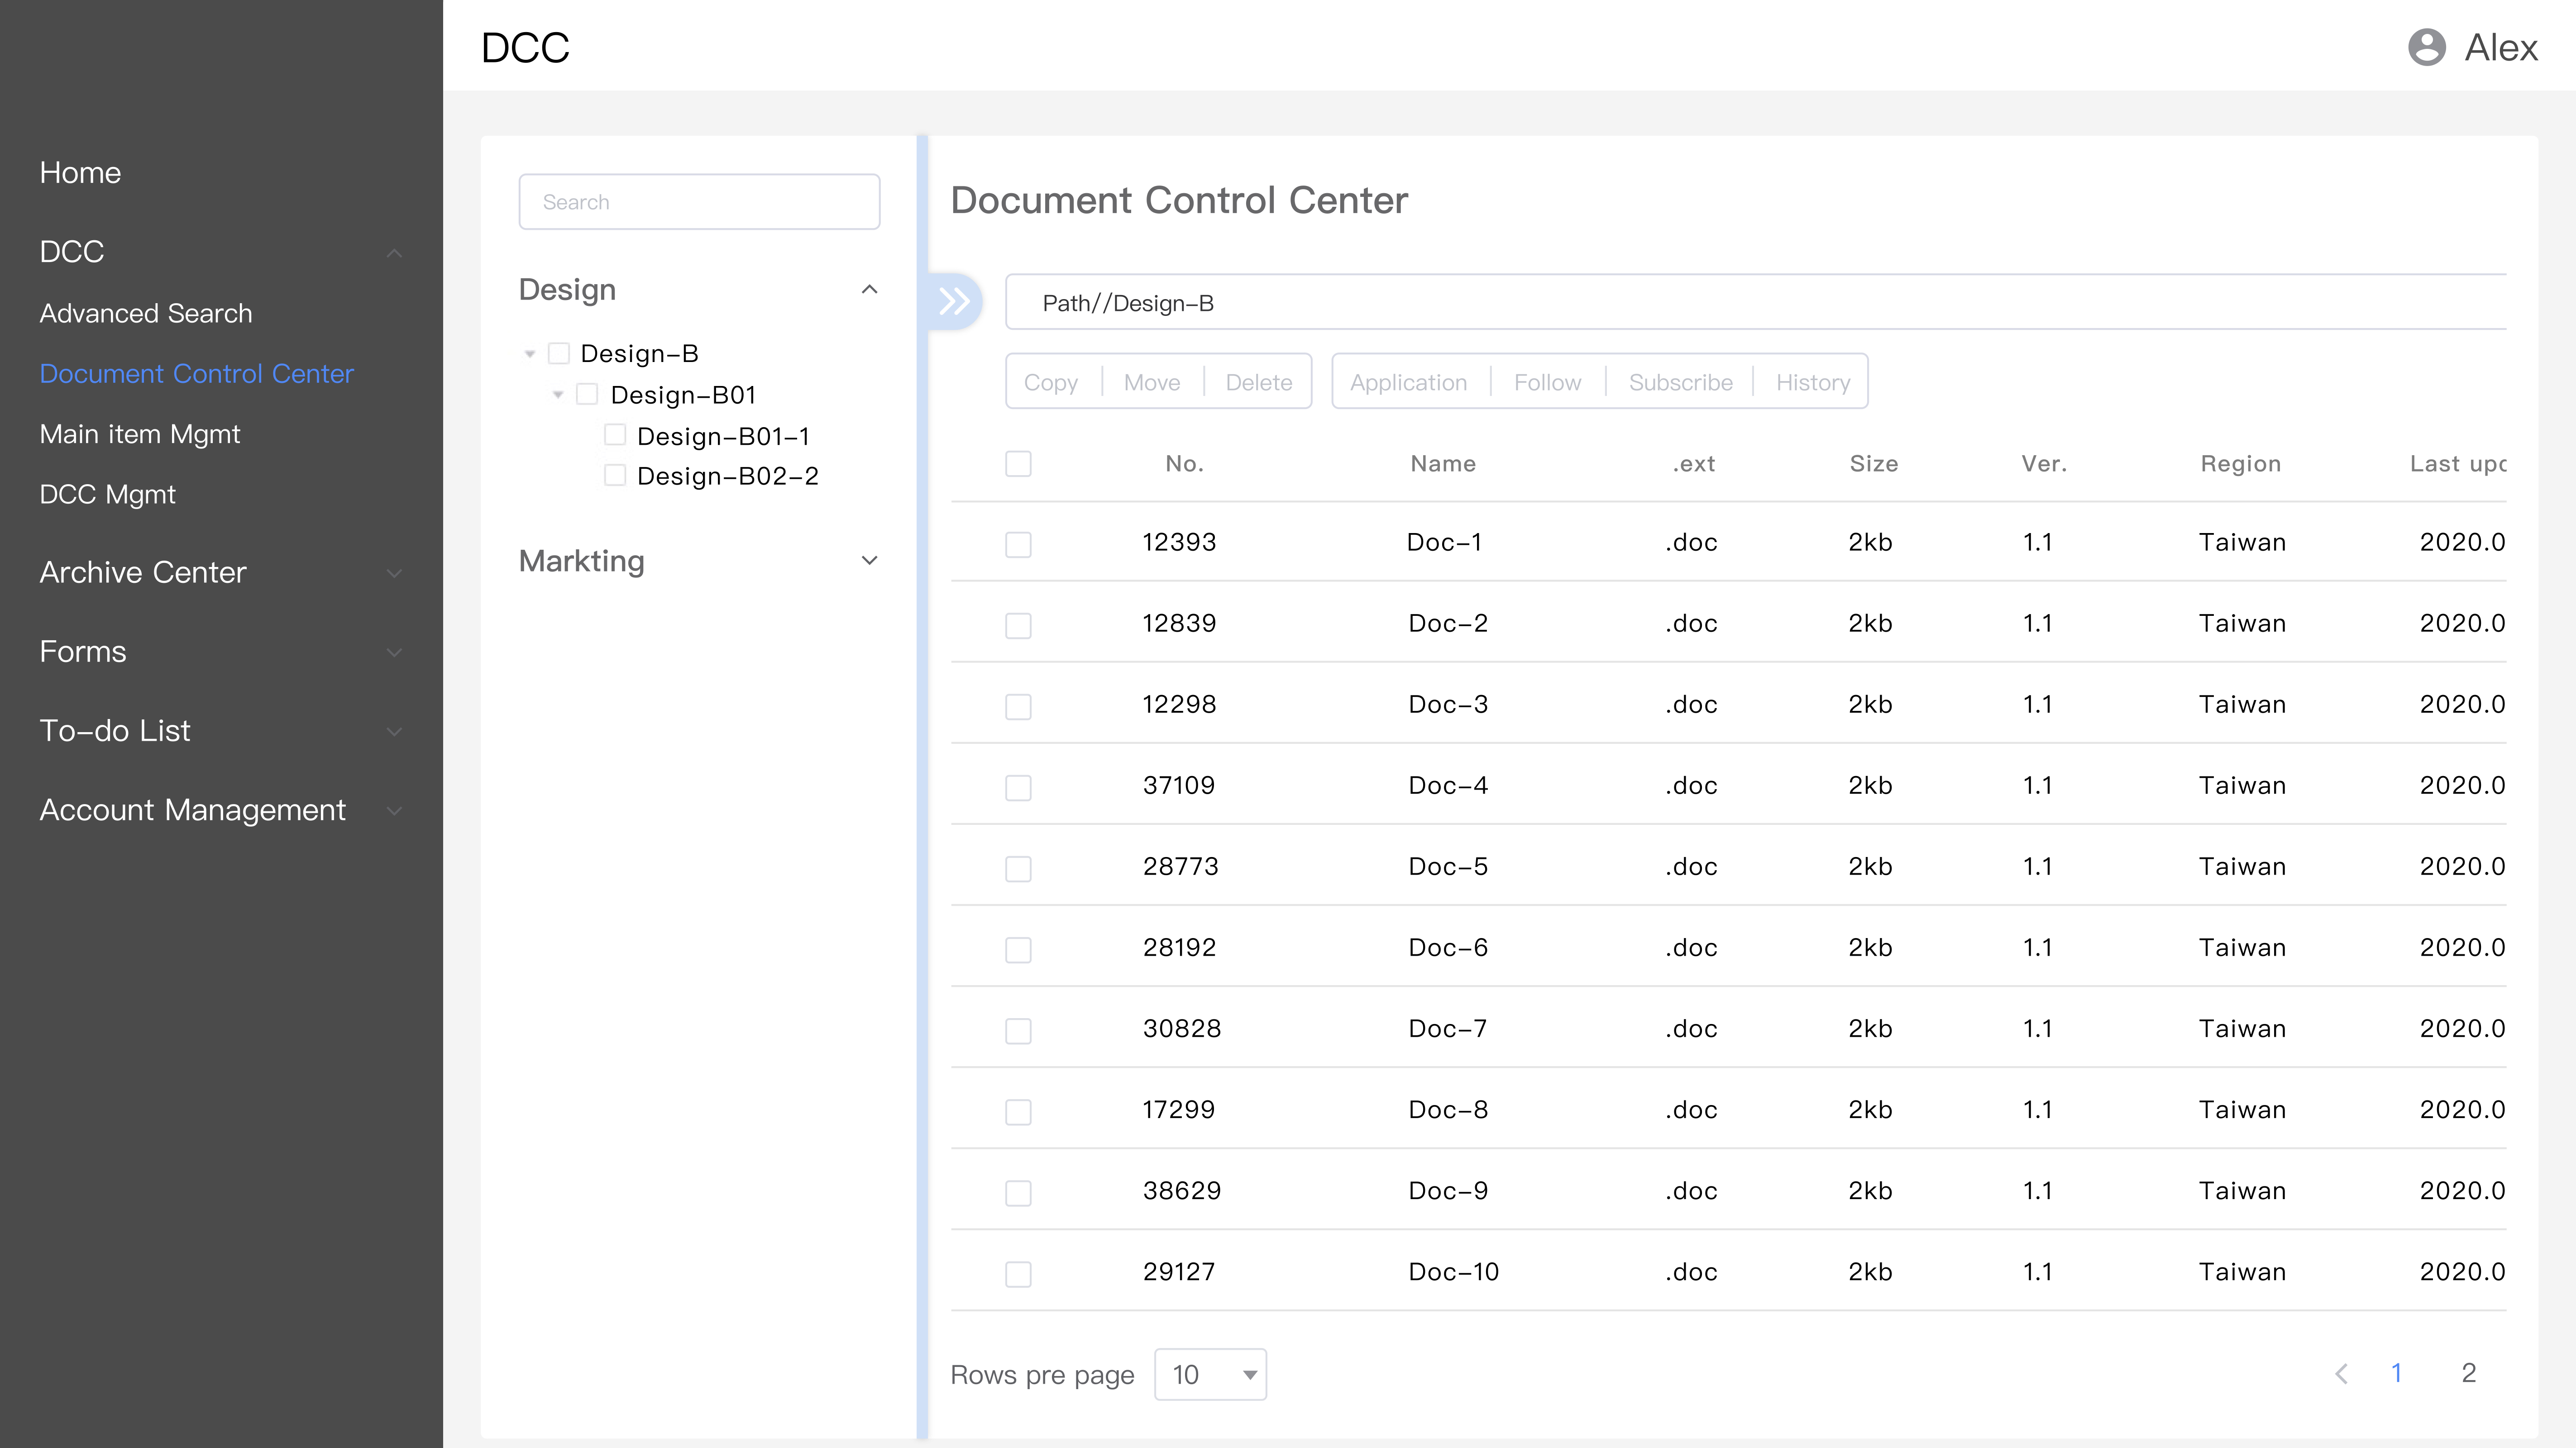 DCC
Alex
Home
DCC
Advanced Search
Document Control Center
Main item Mgmt
DCC Mgmt
Archive Center
Forms
To-do List
Account Management
Search
Design
Design-B
Design-B01
Design-B01-1
Design-B02-2
Markting
Document Control Center
Path//Design-B
Copy Move Delete Application Follow Subscribe History
No. Name .ext Size Ver. Region Last upd
12393 Doc-1 .doc 2kb 1.1 Taiwan 2020.0
12839 Doc-2 .doc 2kb 1.1 Taiwan 2020.0
12298 Doc-3 .doc 2kb 1.1 Taiwan 2020.0
37109 Doc-4 .doc 2kb 1.1 Taiwan 2020.0
28773 Doc-5 .doc 2kb 1.1 Taiwan 2020.0
28192 Doc-6 .doc 2kb 1.1 Taiwan 2020.0
30828 Doc-7 .doc 2kb 1.1 Taiwan 2020.0
17299 Doc-8 .doc 2kb 1.1 Taiwan 2020.0
38629 Doc-9 .doc 2kb 1.1 Taiwan 2020.0
29127 Doc-10 .doc 2kb 1.1 Taiwan 2020.0
Rows pre page 10 1 2